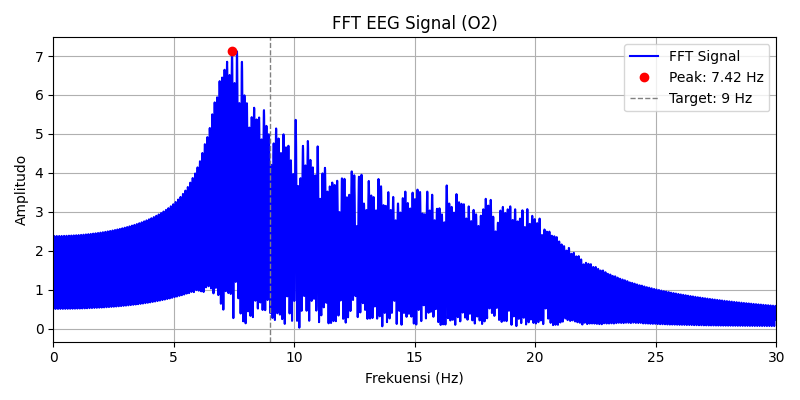 FFT EEG Signal (O2)
FFT Signal
Peak: 7.42 Hz
Target: 9 Hz
Amplitudo
7
6
5
4
3
2
1
0
0 5 10 15 20 25 30
Frekuensi (Hz)